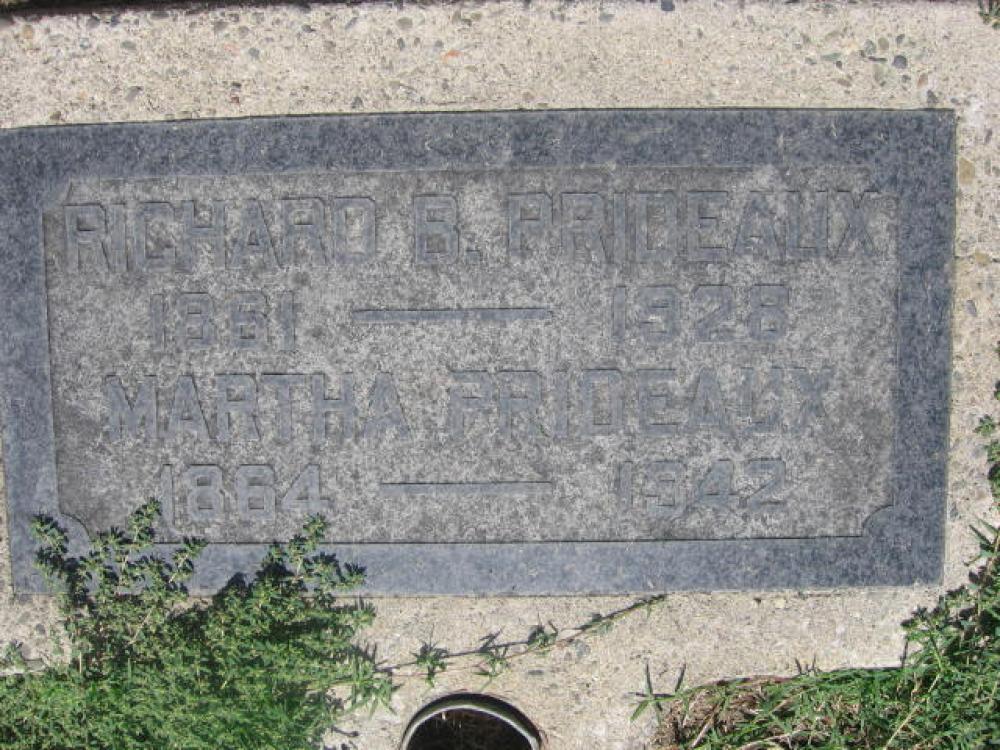 RICHARD B. PRIDEAUX
1861 — 1928
MARTHA PRIDEAUX
1864 — 1942